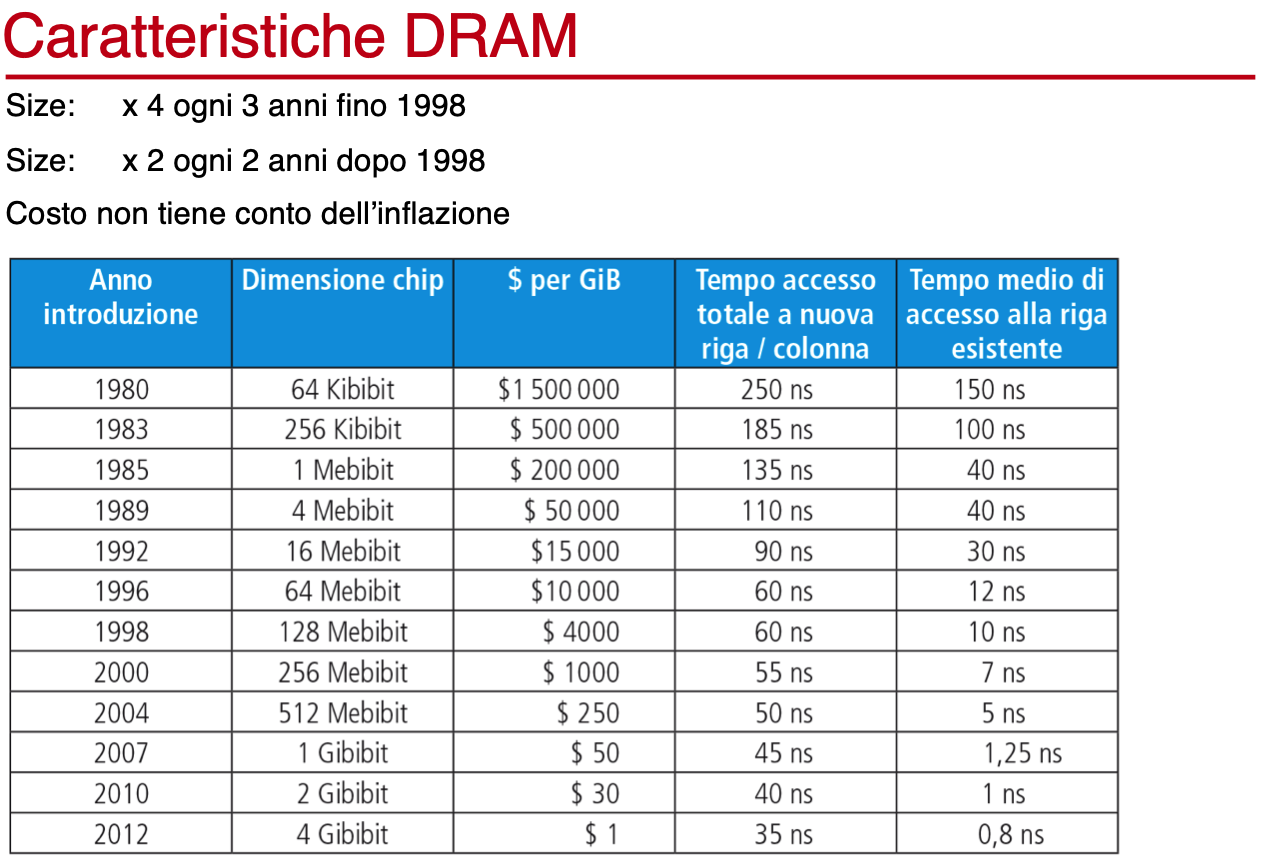 Caratteristiche DRAM
Size: x 4 ogni 3 anni fino 1998
Size: x 2 ogni 2 anni dopo 1998
Costo non tiene conto dell’inflazione
Anno introduzione Dimensione chip $ per GiB Tempo accesso totale a nuova riga / colonna Tempo medio di accesso alla riga esistente
1980 64 Kibibit $1 500 000 250 ns 150 ns
1983 256 Kibibit $ 500 000 185 ns 100 ns
1985 1 Mebibit $ 200 000 135 ns 40 ns
1989 4 Mebibit $ 50 000 110 ns 40 ns
1992 16 Mebibit $15 000 90 ns 30 ns
1996 64 Mebibit $10 000 60 ns 12 ns
1998 128 Mebibit $ 4000 60 ns 10 ns
2000 256 Mebibit $ 1000 55 ns 7 ns
2004 512 Mebibit $ 250 50 ns 5 ns
2007 1 Gibibit $ 50 45 ns 1,25 ns
2010 2 Gibibit $ 30 40 ns 1 ns
2012 4 Gibibit $ 1 35 ns 0,8 ns